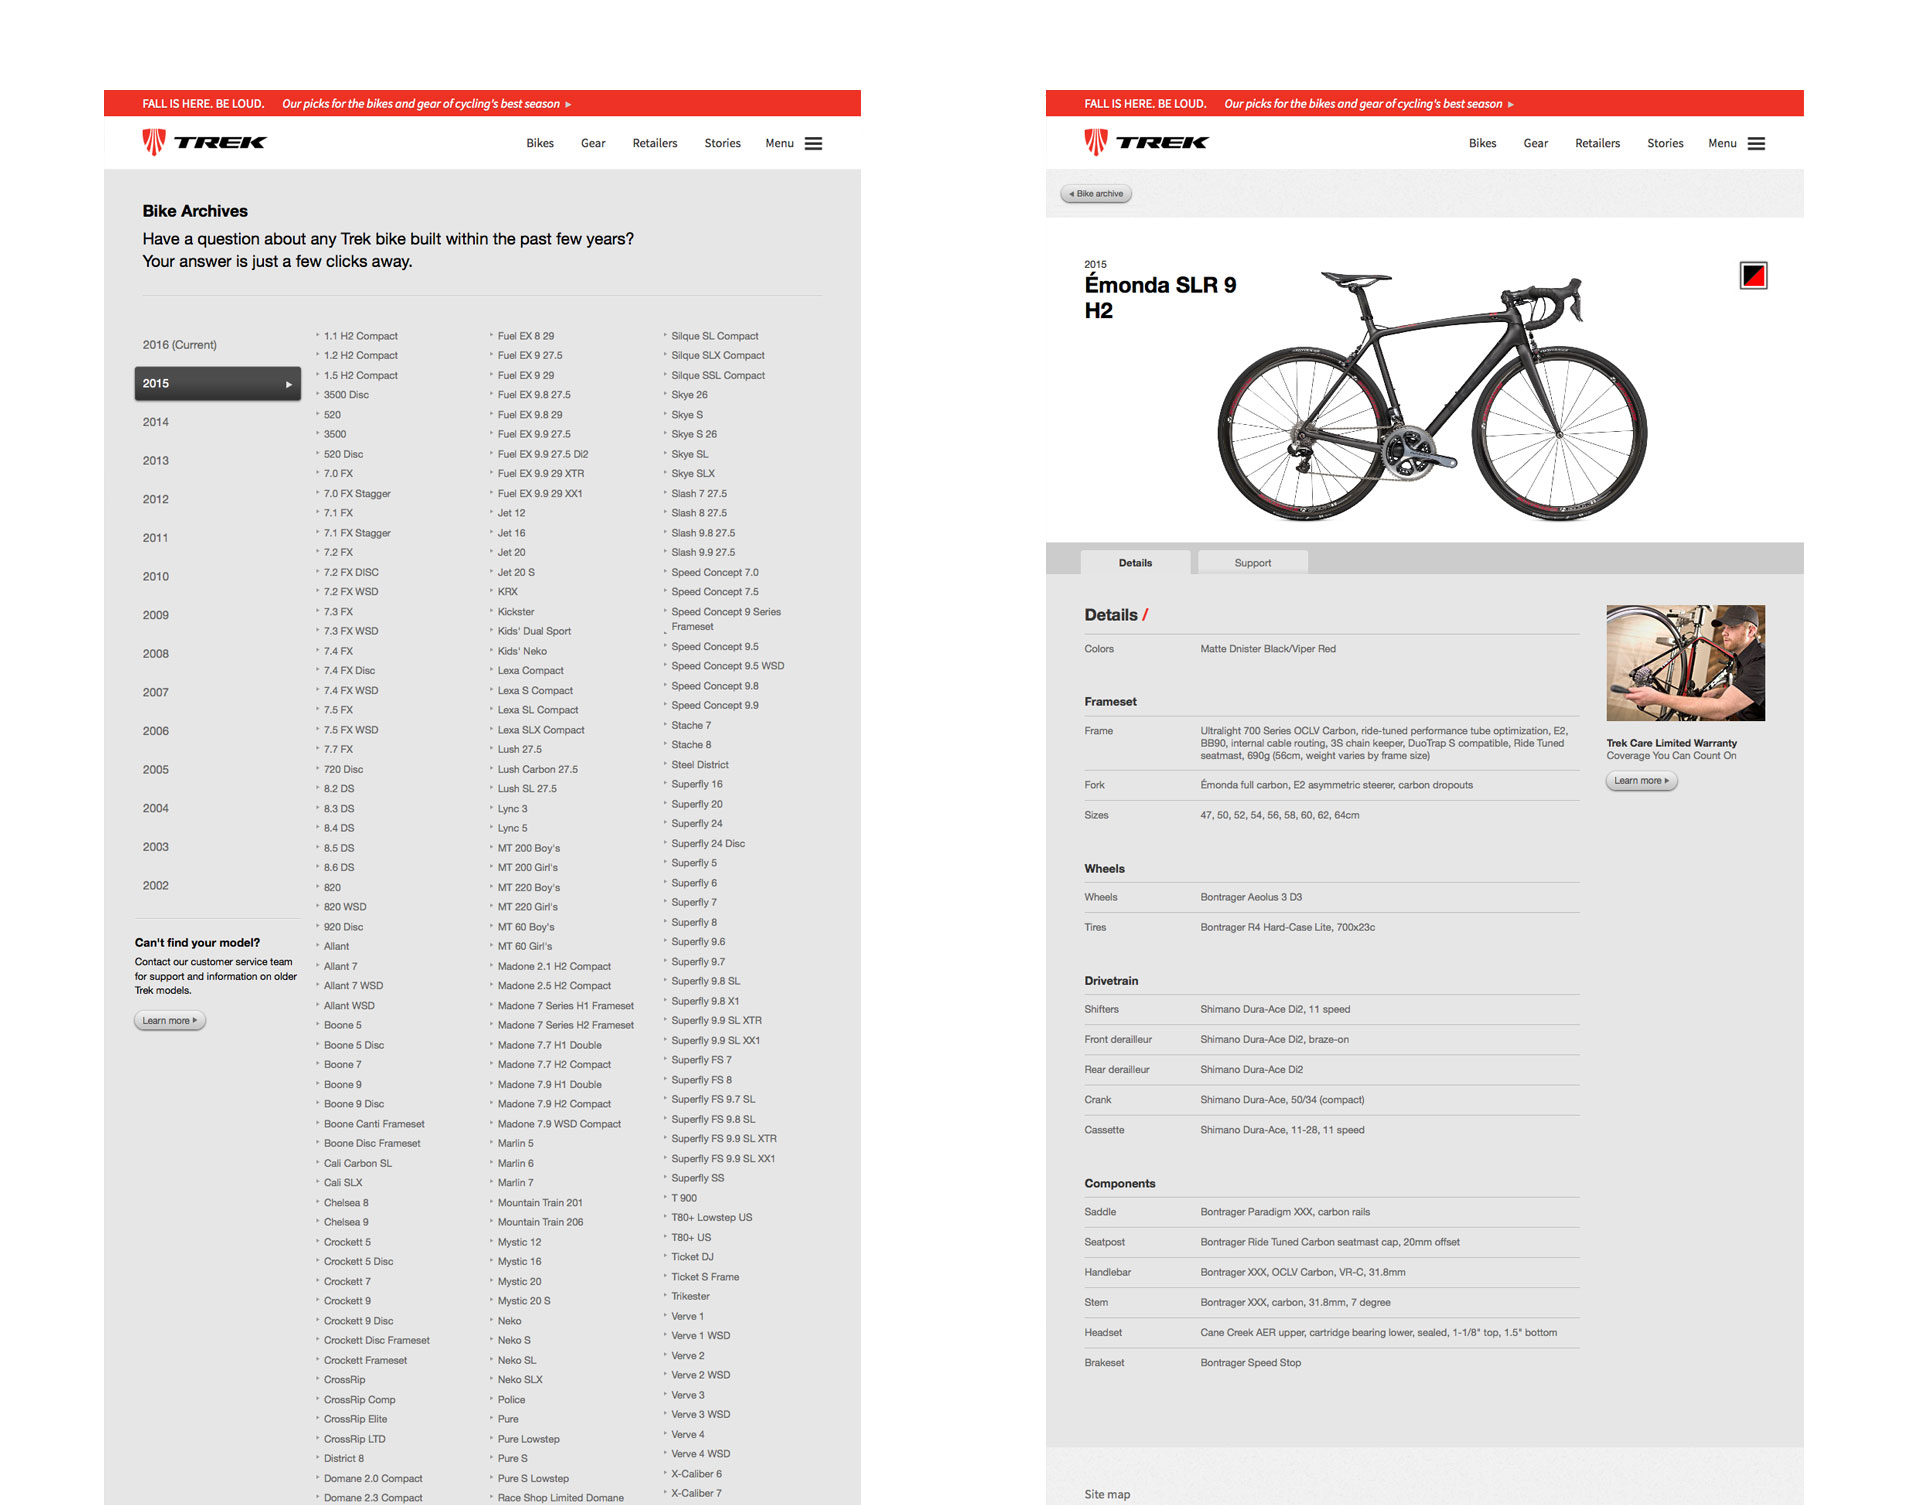 FALL IS HERE. BE LOUD. Our picks for the bikes and gear of cycling's best season
TREK
Bikes Gear Retailers Stories Menu
Bike Archives
Have a question about any Trek bike built within the past few years?
Your answer is just a few clicks away.
2016 (Current)
2015
2014
2013
2012
2011
2010
2009
2008
2007
2006
2005
2004
2003
2002
Can't find your model?
Contact our customer service team
for support and information on older
Trek models.
Learn more
1.1 H2 Compact
1.2 H2 Compact
1.5 H2 Compact
3500 Disc
520
3500
520 Disc
7.0 FX
7.0 FX Stagger
7.1 FX
7.1 FX Stagger
7.2 FX
7.2 FX DISC
7.2 FX WSD
7.3 FX
7.3 FX WSD
7.4 FX
7.4 FX Disc
7.4 FX WSD
7.5 FX
7.5 FX WSD
7.7 FX
720 Disc
8.2 DS
8.3 DS
8.4 DS
8.5 DS
8.6 DS
820
820 WSD
920 Disc
Allant
Allant 7
Allant 7 WSD
Allant WSD
Boone 5
Boone 5 Disc
Boone 7
Boone 9
Boone 9 Disc
Boone Canti Frameset
Boone Disc Frameset
Cali Carbon SL
Cali SLX
Chelsea 8
Chelsea 9
Crockett 5
Crockett 5 Disc
Crockett 7
Crockett 9
Crockett 9 Disc
Crockett Disc Frameset
Crockett Frameset
CrossRip
CrossRip Comp
CrossRip Elite
CrossRip LTD
District 8
Domane 2.0 Compact
Domane 2.3 Compact
Fuel EX 8 29
Fuel EX 9 27.5
Fuel EX 9 29
Fuel EX 9.8 27.5
Fuel EX 9.8 29
Fuel EX 9.9 27.5
Fuel EX 9.9 27.5 Di2
Fuel EX 9.9 29 XTR
Fuel EX 9.9 29 XX1
Jet 12
Jet 16
Jet 20
Jet 20 S
KRX
Kickster
Kids' Dual Sport
Kids' Neko
Lexa Compact
Lexa S Compact
Lexa SL Compact
Lexa SLX Compact
Lush 27.5
Lush Carbon 27.5
Lush SL 27.5
Lync 3
Lync 5
MT 200 Boy's
MT 200 Girl's
MT 220 Boy's
MT 220 Girl's
MT 60 Boy's
MT 60 Girl's
Madone 2.1 H2 Compact
Madone 2.5 H2 Compact
Madone 7 Series H1 Frameset
Madone 7 Series H2 Frameset
Madone 7.7 H1 Double
Madone 7.7 H2 Compact
Madone 7.9 H1 Double
Madone 7.9 H2 Compact
Madone 7.9 WSD Compact
Marlin 5
Marlin 6
Marlin 7
Mountain Train 201
Mountain Train 206
Mystic 12
Mystic 16
Mystic 20
Mystic 20 S
Neko
Neko S
Neko SL
Neko SLX
Police
Pure
Pure Lowstep
Pure S
Pure S Lowstep
Race Shop Limited Domane
Silque SL Compact
Silque SLX Compact
Silque SSL Compact
Skye 26
Skye S
Skye S 26
Skye SL
Skye SLX
Slash 7 27.5
Slash 8 27.5
Slash 9.8 27.5
Slash 9.9 27.5
Speed Concept 7.0
Speed Concept 7.5
Speed Concept 9 Series
Frameset
Speed Concept 9.5
Speed Concept 9.5 WSD
Speed Concept 9.8
Speed Concept 9.9
Stache 7
Stache 8
Steel District
Superfly 16
Superfly 20
Superfly 24
Superfly 24 Disc
Superfly 5
Superfly 6
Superfly 7
Superfly 8
Superfly 9.6
Superfly 9.7
Superfly 9.8 SL
Superfly 9.8 X1
Superfly 9.9 SL XTR
Superfly 9.9 SL XX1
Superfly FS 7
Superfly FS 8
Superfly FS 9.7 SL
Superfly FS 9.8 SL
Superfly FS 9.9 SL XTR
Superfly FS 9.9 SL XX1
Superfly SS
T 900
T80+ Lowstep US
T80+ US
Ticket DJ
Ticket S Frame
Trikester
Verve 1
Verve 1 WSD
Verve 2
Verve 2 WSD
Verve 3
Verve 3 WSD
Verve 4
Verve 4 WSD
X-Caliber 6
X-Caliber 7
FALL IS HERE. BE LOUD. Our picks for the bikes and gear of cycling's best season
TREK
Bikes Gear Retailers Stories Menu
Bike archive
2015
Émonda SLR 9
H2
Details Support
Details /
Colors Matte Dnister Black/Viper Red
Frameset
Frame Ultralight 700 Series OCLV Carbon, ride-tuned performance tube optimization, E2,
BB90, internal cable routing, 3S chain keeper, DuoTrap S compatible, Ride Tuned
seatmast, 690g (56cm, weight varies by frame size)
Fork Émonda full carbon, E2 asymmetric steerer, carbon dropouts
Sizes 47, 50, 52, 54, 56, 58, 60, 62, 64cm
Wheels
Wheels Bontrager Aeolus 3 D3
Tires Bontrager R4 Hard-Case Lite, 700x23c
Drivetrain
Shifters Shimano Dura-Ace Di2, 11 speed
Front derailleur Shimano Dura-Ace Di2, braze-on
Rear derailleur Shimano Dura-Ace Di2
Crank Shimano Dura-Ace, 50/34 (compact)
Cassette Shimano Dura-Ace, 11-28, 11 speed
Components
Saddle Bontrager Paradigm XXX, carbon rails
Seatpost Bontrager Ride Tuned Carbon seatmast cap, 20mm offset
Handlebar Bontrager XXX, OCLV Carbon, VR-C, 31.8mm
Stem Bontrager XXX, carbon, 31.8mm, 7 degree
Headset Cane Creek AER upper, cartridge bearing lower, sealed, 1-1/8" top, 1.5" bottom
Brakeset Bontrager Speed Stop
Trek Care Limited Warranty
Coverage You Can Count On
Learn more
Site map